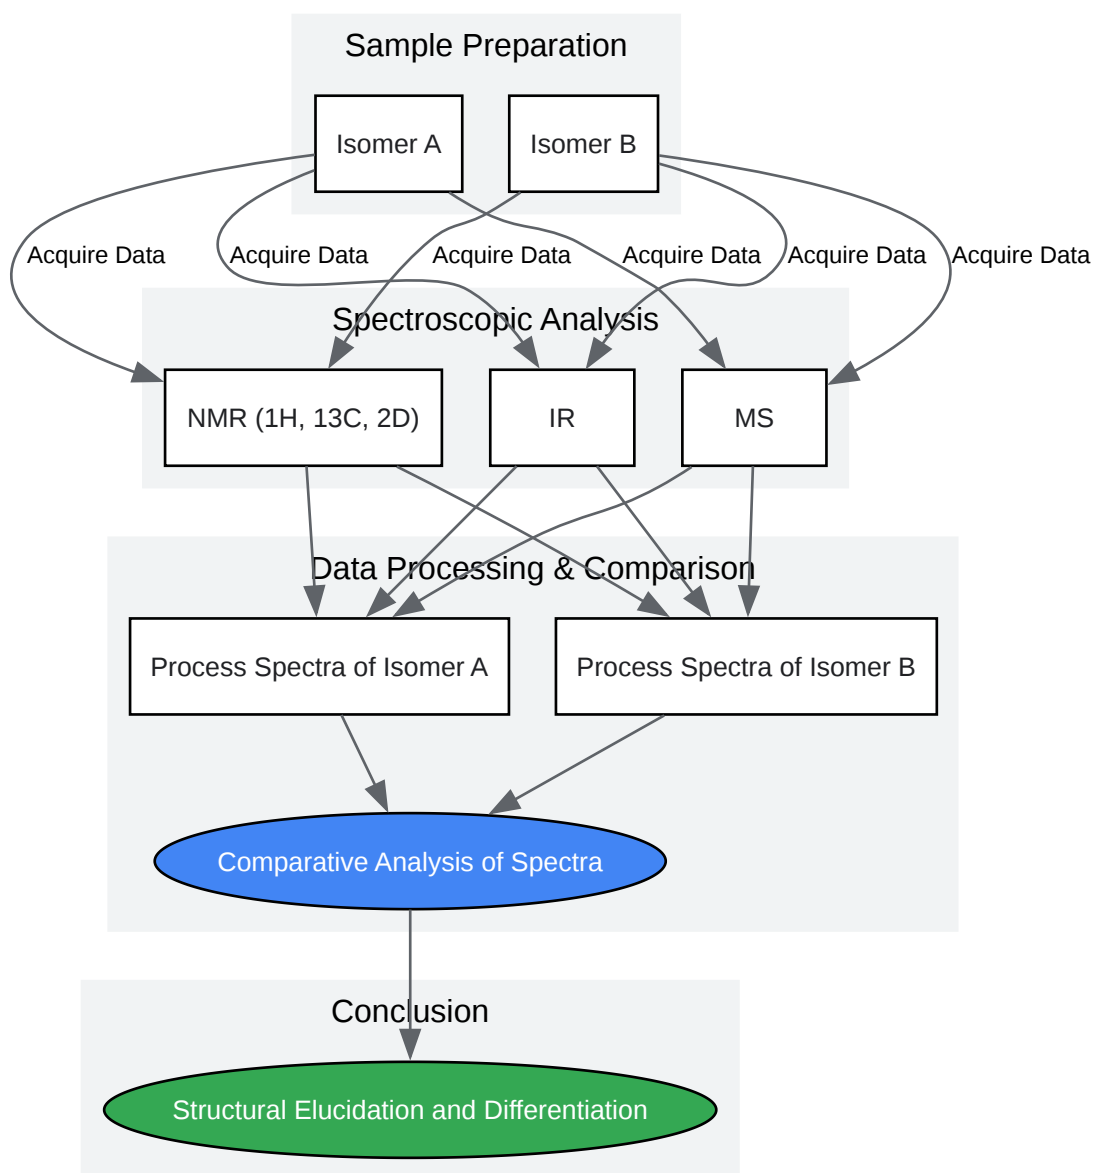 Sample Preparation
Isomer A
Isomer B
Acquire Data
Acquire Data
Acquire Data
Acquire Data
Acquire Data
Acquire Data
Spectroscopic Analysis
NMR (1H, 13C, 2D)
IR
MS
Data Processing & Comparison
Process Spectra of Isomer A
Process Spectra of Isomer B
Comparative Analysis of Spectra
Conclusion
Structural Elucidation and Differentiation